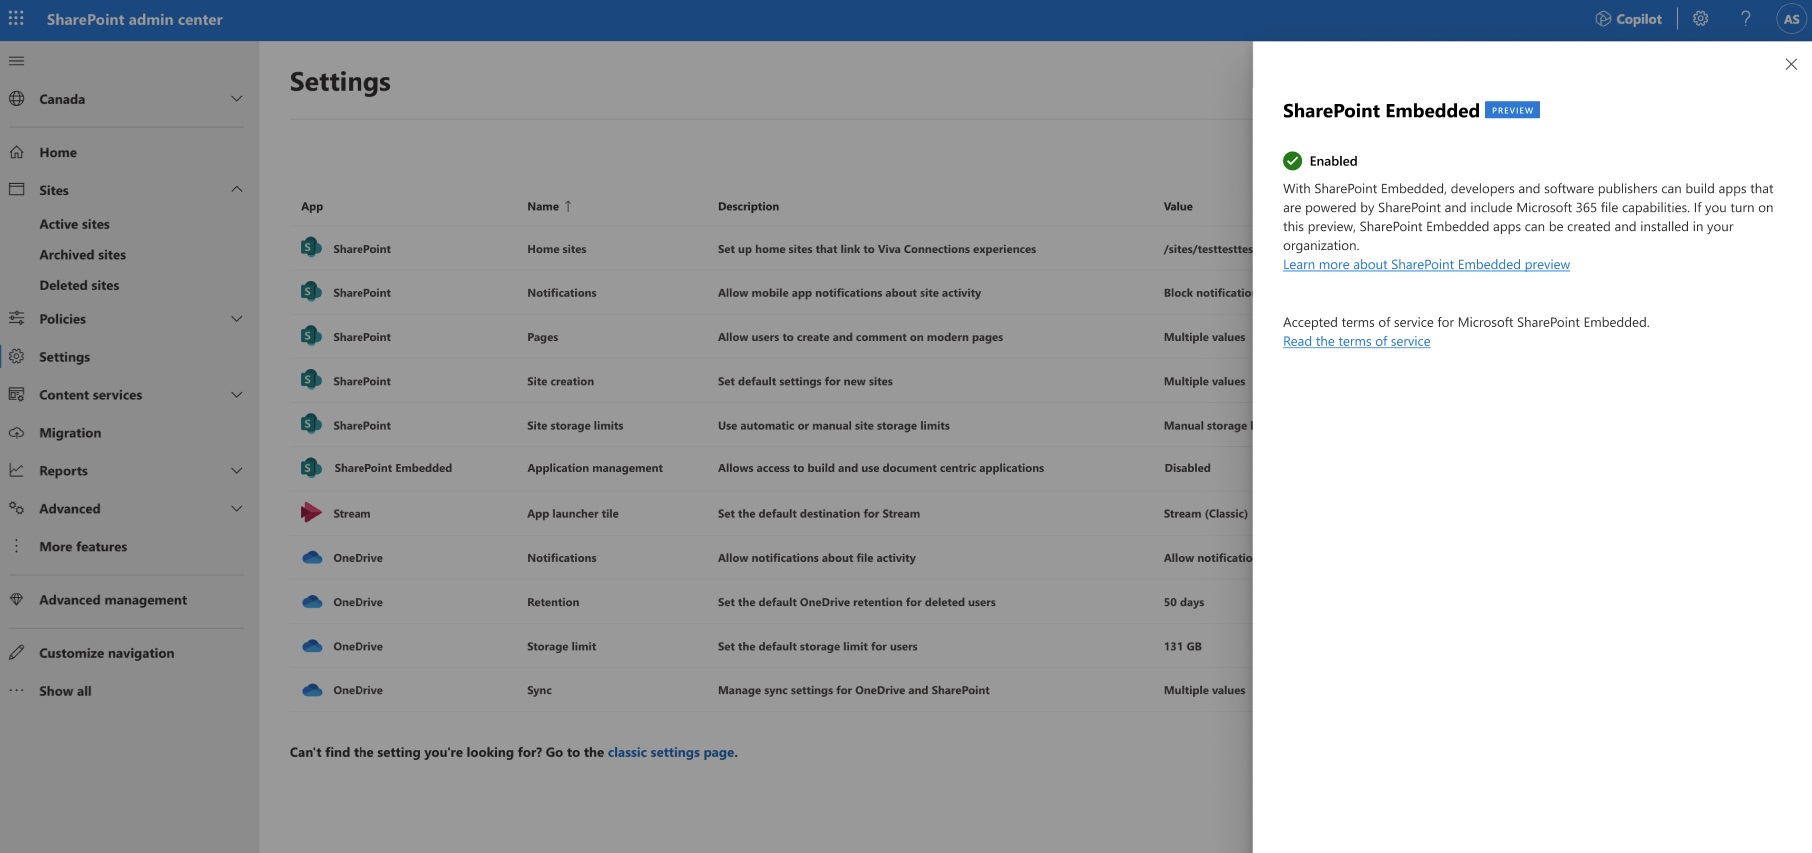 SharePoint admin center
Copilot
?
AS
Canada
Home
Sites
Active sites
Archived sites
Deleted sites
Policies
Settings
Content services
Migration
Reports
Advanced
More features
Advanced management
Customize navigation
Show all
Settings
App Name ↑ Description Value
SharePoint Home sites Set up home sites that link to Viva Connections experiences /sites/testtesttes
SharePoint Notifications Allow mobile app notifications about site activity Block notificatio
SharePoint Pages Allow users to create and comment on modern pages Multiple values
SharePoint Site creation Set default settings for new sites Multiple values
SharePoint Site storage limits Use automatic or manual site storage limits Manual storage l
SharePoint Embedded Application management Allows access to build and use document centric applications Disabled
Stream App launcher tile Set the default destination for Stream Stream (Classic)
OneDrive Notifications Allow notifications about file activity Allow notificatio
OneDrive Retention Set the default OneDrive retention for deleted users 50 days
OneDrive Storage limit Set the default storage limit for users 131 GB
OneDrive Sync Manage sync settings for OneDrive and SharePoint Multiple values
Can't find the setting you're looking for? Go to the classic settings page.
SharePoint Embedded PREVIEW
Enabled
With SharePoint Embedded, developers and software publishers can build apps that
are powered by SharePoint and include Microsoft 365 file capabilities. If you turn on
this preview, SharePoint Embedded apps can be created and installed in your
organization.
Learn more about SharePoint Embedded preview
Accepted terms of service for Microsoft SharePoint Embedded.
Read the terms of service